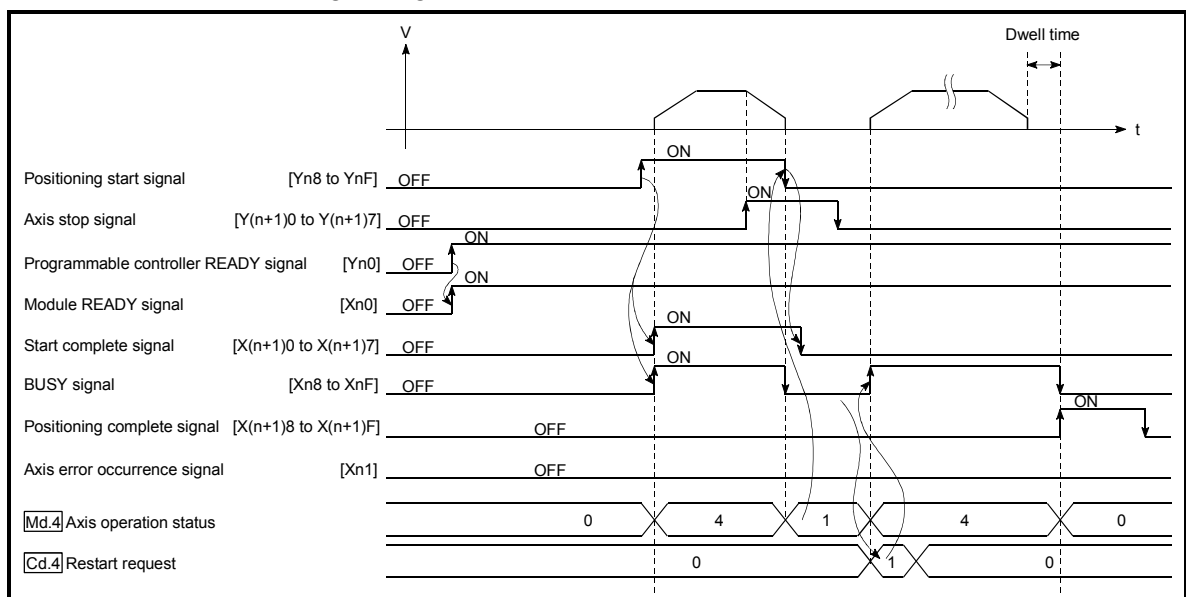 V
Dwell time
t
ON
Positioning start signal [Yn8 to YnF] OFF
ON
Axis stop signal [Y(n+1)0 to Y(n+1)7] OFF
ON
Programmable controller READY signal [Yn0] OFF
ON
Module READY signal [Xn0] OFF
ON
Start complete signal [X(n+1)0 to X(n+1)7] OFF
ON
BUSY signal [Xn8 to XnF] OFF
ON
Positioning complete signal [X(n+1)8 to X(n+1)F] OFF
Axis error occurrence signal [Xn1] OFF
Md.4 Axis operation status 0 4 1 4 0
Cd.4 Restart request 0 1 0